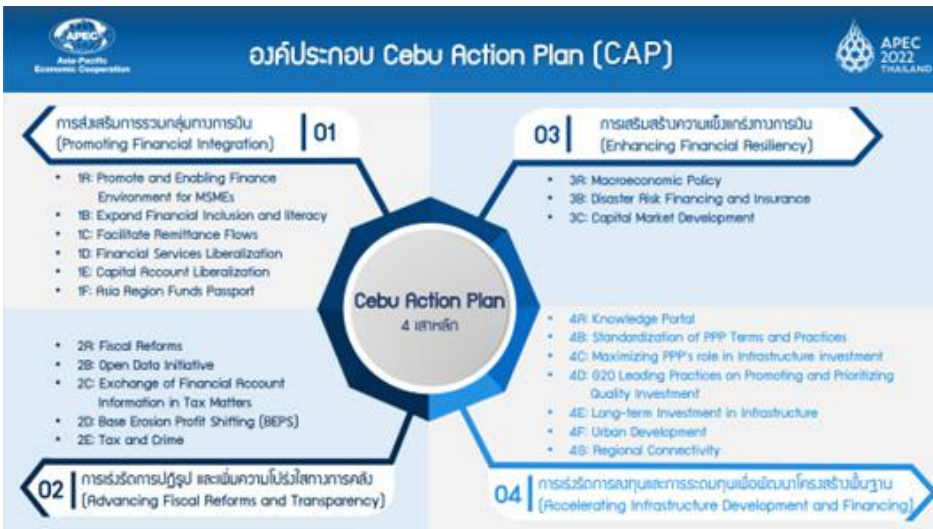 APEC
Asia-Pacific
Economic Cooperation
องค์ประกอบ Cebu Action Plan (CAP)
APEC
2022
THAILAND
การส่งเสริมการรวมกลุ่มทางการเงิน
(Promoting Financial Integration)
01
• 1A: Promote and Enabling Finance
Environment for MSMEs
• 1B: Expand Financial Inclusion and literacy
• 1C: Facilitate Remittance Flows
• 1D: Financial Services Liberalization
• 1E: Capital Account Liberalization
• 1F: Asia Region Funds Passport
03
การเสริมสร้างความแข็งแกร่งทางการเงิน
(Enhancing Financial Resiliency)
• 3A: Macroeconomic Policy
• 3B: Disaster Risk Financing and Insurance
• 3C: Capital Market Development
Cebu Action Plan
4 เสาหลัก
• 2A: Fiscal Reforms
• 2B: Open Data Initiative
• 2C: Exchange of Financial Account
Information in Tax Matters
• 2D: Base Erosion Profit Shifting (BEPS)
• 2E: Tax and Crime
02
การเร่งรัดการปฏิรูป และเพิ่มความโปร่งใสทางการคลัง
(Advancing Fiscal Reforms and Transparency)
• 4A: Knowledge Portal
• 4B: Standardization of PPP Terms and Practices
• 4C: Maximizing PPP's role in Infrastructure investment
• 4D: G20 Leading Practices on Promoting and Prioritizing
Quality Investment
• 4E: Long-term Investment in Infrastructure
• 4F: Urban Development
• 4G: Regional Connectivity
04
การเร่งรัดการลงทุนและการระดมทุนเพื่อพัฒนาโครงสร้างพื้นฐาน
(Accelerating Infrastructure Development and Financing)